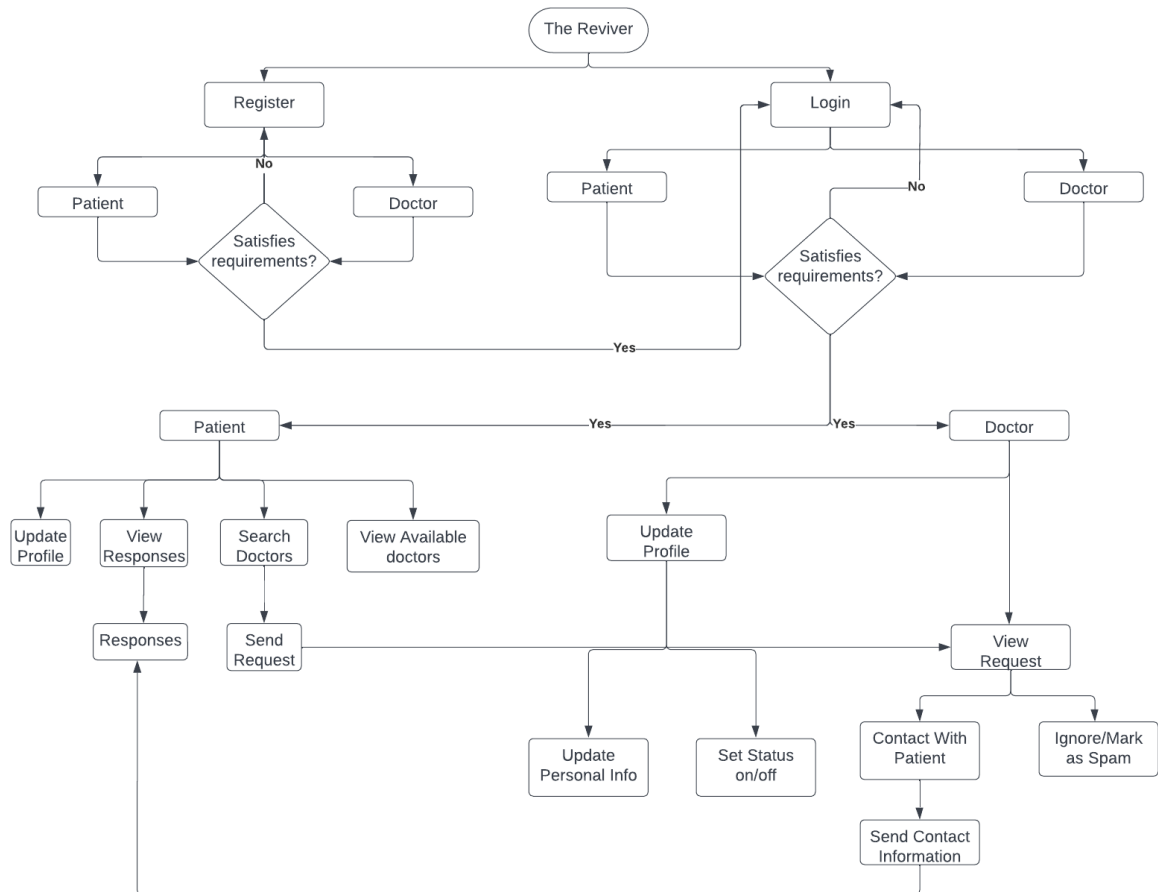 The Reviver
Register
Login
No
Patient
Doctor
Patient
No
Doctor
Satisfies
requirements?
Satisfies
requirements?
Yes
Patient
Yes
Yes
Doctor
Update
Profile
View
Responses
Search
Doctors
View Available
doctors
Update
Profile
Responses
Send
Request
View
Request
Update
Personal Info
Set Status
on/off
Contact With
Patient
Ignore/Mark
as Spam
Send Contact
Information